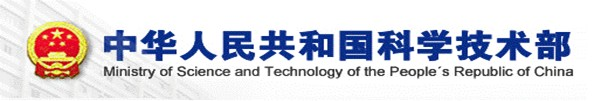 中华人民共和国科学技术部
Ministry of Science and Technology of the People´s Republic of China